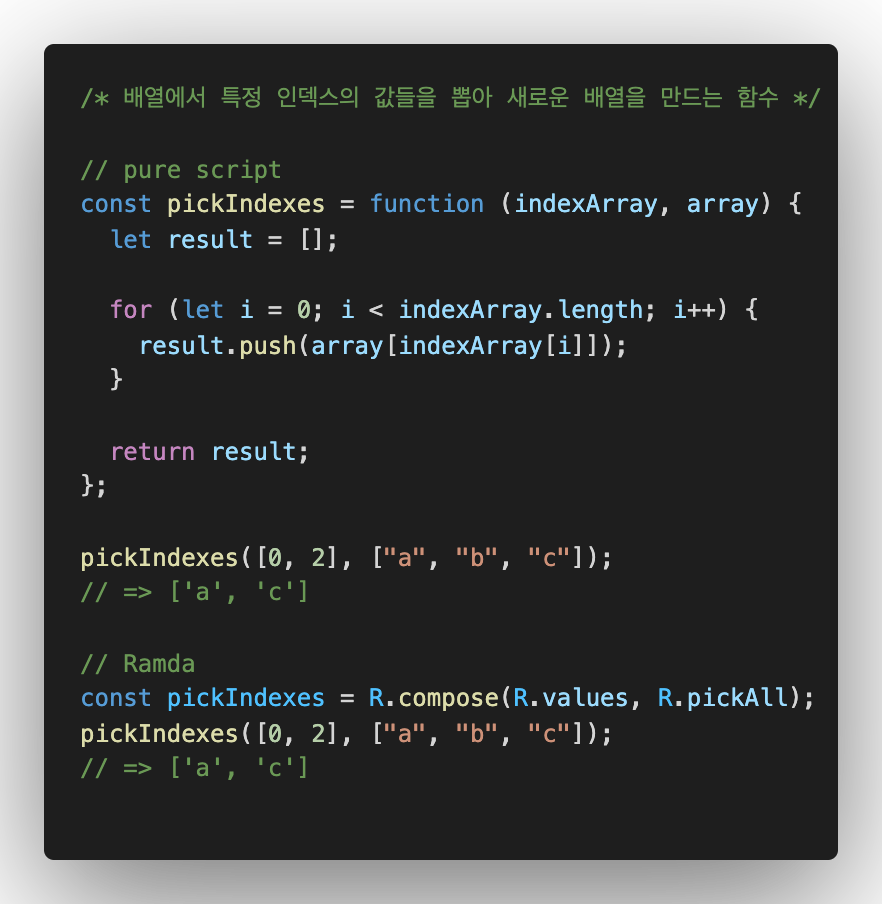 /* 배열에서 특정 인덱스의 값들을 뽑아 새로운 배열을 만드는 함수 */
// pure script
const pickIndexes = function (indexArray, array) {
  let result = [];
  for (let i = 0; i < indexArray.length; i++) {
    result.push(array[indexArray[i]]);
  }
  return result;
};
pickIndexes([0, 2], ["a", "b", "c"]);
// => ['a', 'c']
// Ramda
const pickIndexes = R.compose(R.values, R.pickAll);
pickIndexes([0, 2], ["a", "b", "c"]);
// => ['a', 'c']